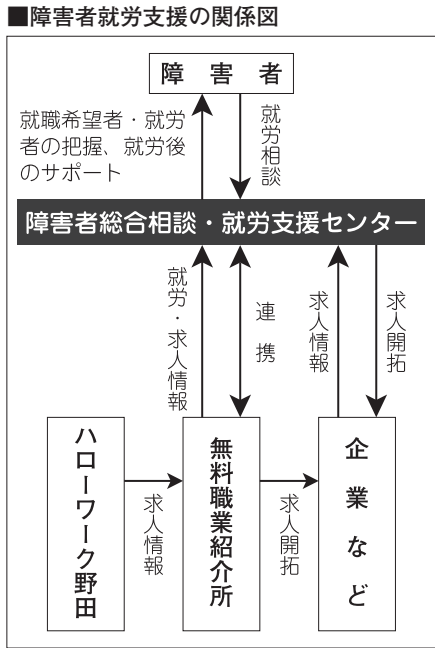 ■障害者就労支援の関係図
障害者
就職希望者・就労
者の把握、就労後
のサポート
就労相談
障害者総合相談・就労支援センター
就労・求人情報
連携
求人情報
求人開拓
ハローワーク野田
求人情報
無料職業紹介所
求人開拓
企業など